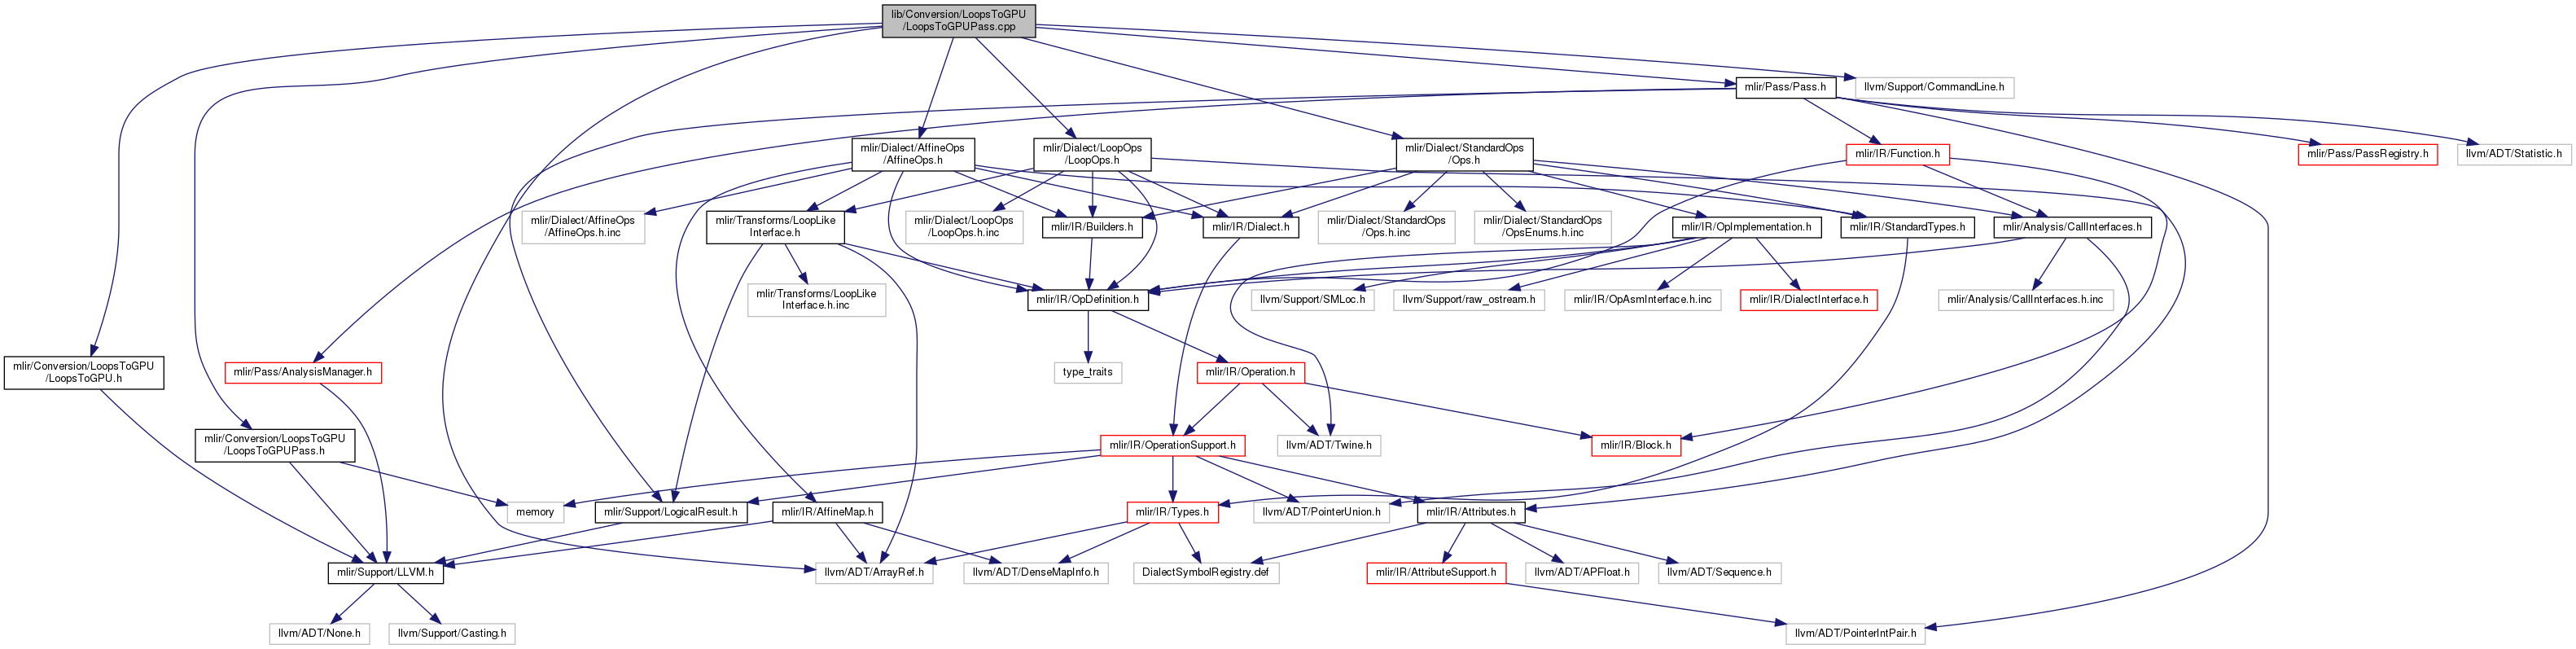 lib/Conversion/LoopsToGPU
/LoopsToGPUPass.cpp
mlir/Pass/Pass.h
llvm/Support/CommandLine.h
mlir/Dialect/AffineOps
/AffineOps.h
mlir/Dialect/LoopOps
/LoopOps.h
mlir/Dialect/StandardOps
/Ops.h
mlir/IR/Function.h
mlir/Pass/PassRegistry.h
llvm/ADT/Statistic.h
mlir/Dialect/AffineOps
/AffineOps.h.inc
mlir/Transforms/LoopLike
Interface.h
mlir/Dialect/LoopOps
/LoopOps.h.inc
mlir/IR/Builders.h
mlir/IR/Dialect.h
mlir/Dialect/StandardOps
/Ops.h.inc
mlir/Dialect/StandardOps
/OpsEnums.h.inc
mlir/IR/OpImplementation.h
mlir/IR/StandardTypes.h
mlir/Analysis/CallInterfaces.h
mlir/Transforms/LoopLike
Interface.h.inc
mlir/IR/OpDefinition.h
llvm/Support/SMLoc.h
llvm/Support/raw_ostream.h
mlir/IR/OpAsmInterface.h.inc
mlir/IR/DialectInterface.h
mlir/Analysis/CallInterfaces.h.inc
mlir/Conversion/LoopsToGPU
/LoopsToGPU.h
mlir/Pass/AnalysisManager.h
type_traits
mlir/IR/Operation.h
mlir/Conversion/LoopsToGPU
/LoopsToGPUPass.h
mlir/IR/OperationSupport.h
llvm/ADT/Twine.h
mlir/IR/Block.h
memory
mlir/Support/LogicalResult.h
mlir/IR/AffineMap.h
mlir/IR/Types.h
llvm/ADT/PointerUnion.h
mlir/IR/Attributes.h
mlir/Support/LLVM.h
llvm/ADT/ArrayRef.h
llvm/ADT/DenseMapInfo.h
DialectSymbolRegistry.def
mlir/IR/AttributeSupport.h
llvm/ADT/APFloat.h
llvm/ADT/Sequence.h
llvm/ADT/None.h
llvm/Support/Casting.h
llvm/ADT/PointerIntPair.h